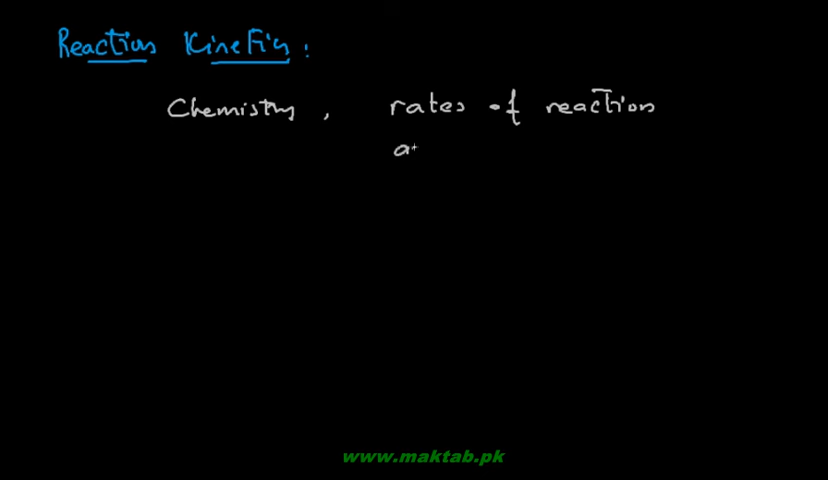 Reaction Kinetics :
Chemistry , rates of reaction
www.maktab.pk